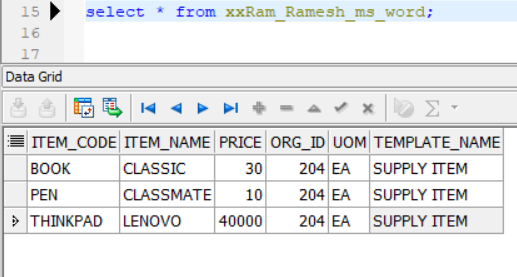 15 select * from xxRam_Ramesh_ms_word;
16
17
Data Grid
ITEM_CODE ITEM_NAME PRICE ORG_ID UOM TEMPLATE_NAME
BOOK CLASSIC 30 204 EA SUPPLY ITEM
PEN CLASSMATE 10 204 EA SUPPLY ITEM
THINKPAD LENOVO 40000 204 EA SUPPLY ITEM